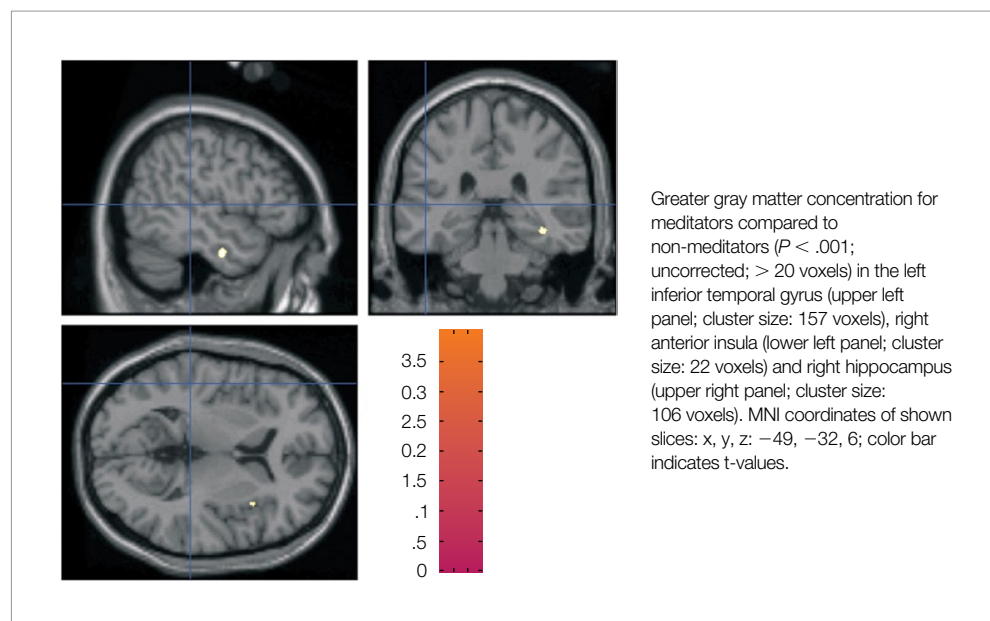 Greater gray matter concentration for
meditators compared to
non-meditators (P < .001;
uncorrected; > 20 voxels) in the left
inferior temporal gyrus (upper left
panel; cluster size: 157 voxels), right
anterior insula (lower left panel; cluster
size: 22 voxels) and right hippocampus
(upper right panel; cluster size:
106 voxels). MNI coordinates of shown
slices: x, y, z: −49, −32, 6; color bar
indicates t-values.
3.5
0.3
2.5
0.2
1.5
.1
.5
0